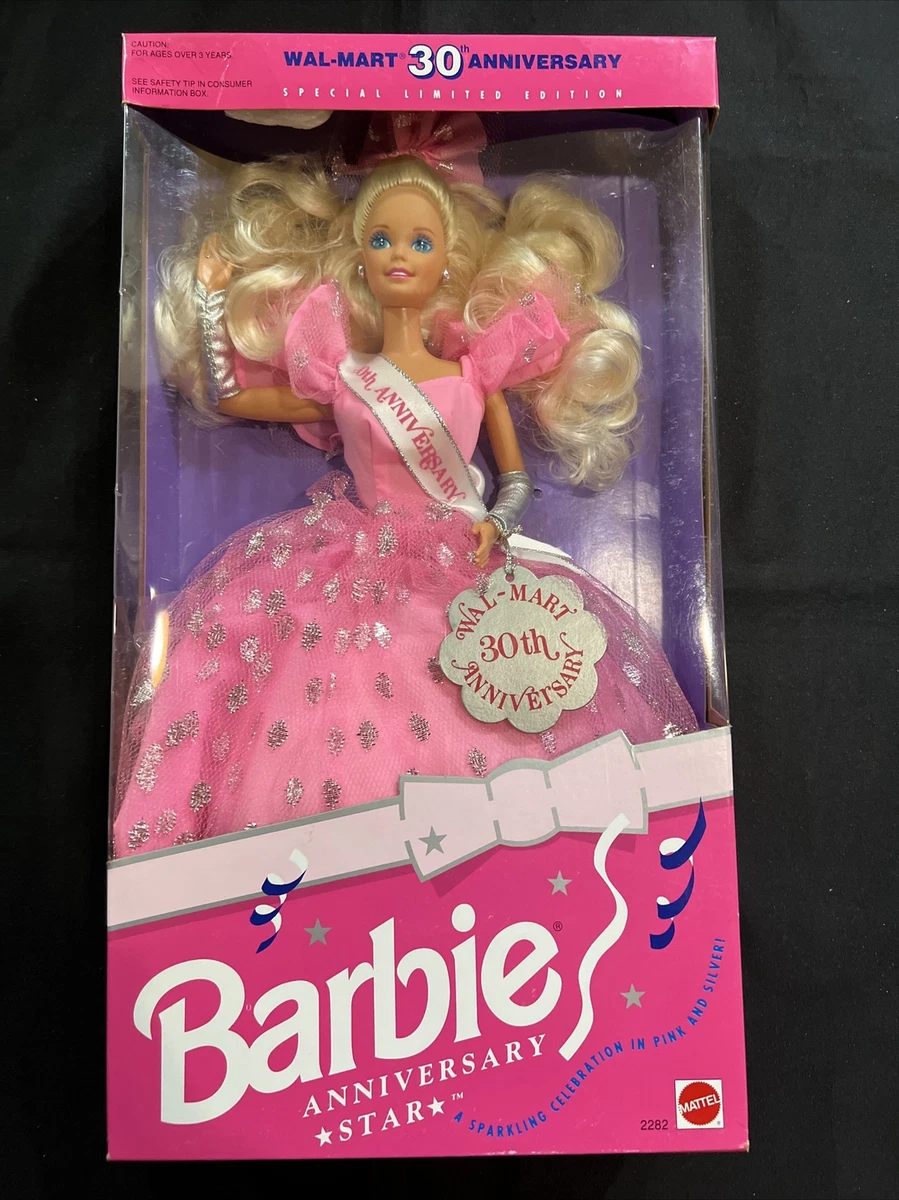 CAUTION:
FOR AGES OVER 3 YEARS.
SEE SAFETY TIP IN CONSUMER
INFORMATION BOX.
WAL-MART® 30th ANNIVERSARY
SPECIAL LIMITED EDITION
ANNIVERSARY
WAL-MART
30th
ANNIVERSARY
Barbie®
ANNIVERSARY
★STAR★™
A SPARKLING CELEBRATION IN PINK AND SILVER!
2282
MATTEL®